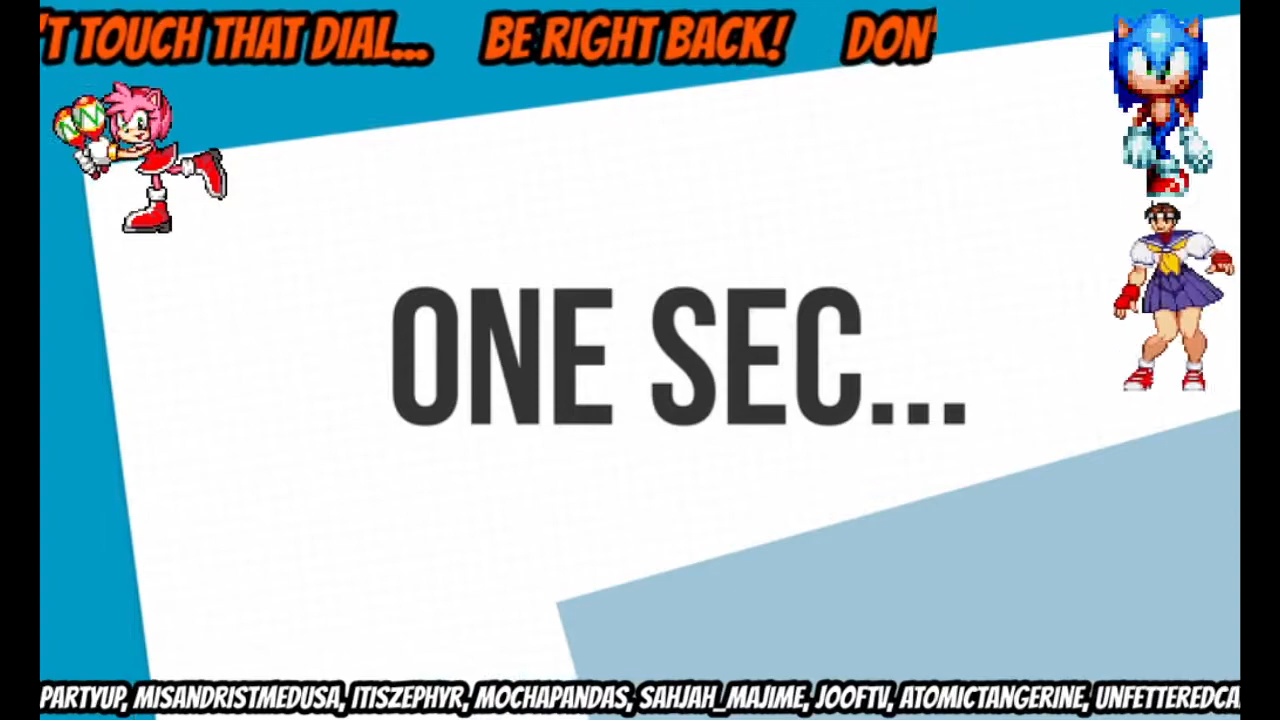 'T TOUCH THAT DIAL... BE RIGHT BACK! DON'
ONE SEC...
PARTYUP, MISANDRISTMEDUSA, ITISZEPHYR, MOCHAPANDAS, SAHJAH_MAJIME, JOOFTV, ATOMICTANGERINE, UNFETTEREDCA